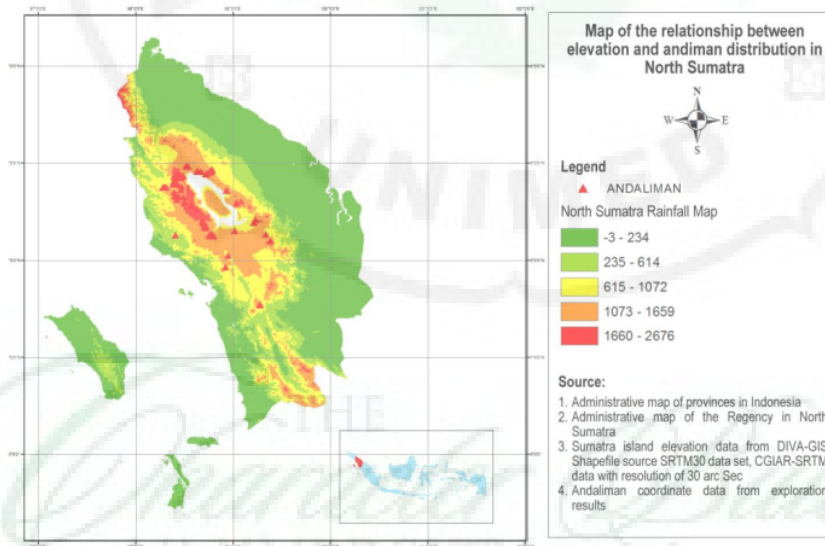 Map of the relationship between
elevation and andiman distribution in
North Sumatra
N
W E
S
Legend
ANDALIMAN
North Sumatra Rainfall Map
-3 - 234
235 - 614
615 - 1072
1073 - 1659
1660 - 2676
Source:
1. Administrative map of provinces in Indonesia
2. Administrative map of the Regency in North
Sumatra
3. Sumatra island elevation data from DIVA-GIS
Shapefile source SRTM30 data set, CGIAR-SRTM
data with resolution of 30 arc Sec
4. Andaliman coordinate data from exploration
results
UNIMED
THE